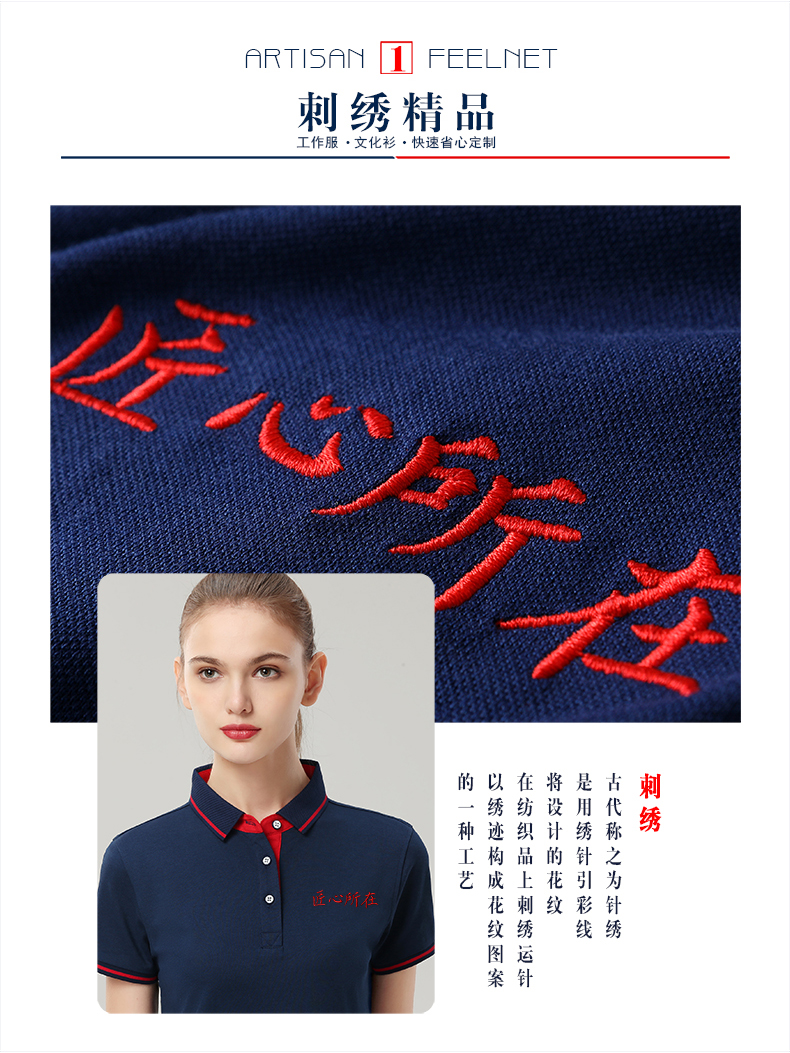 ARTISAN 1 FEELNET
刺绣精品
工作服·文化衫·快速省心定制
匠心所在
匠心所在
刺绣
古代称之为针绣
是用绣针引彩线
将设计的花纹
在纺织品上刺绣运针
以绣迹构成花纹图案
的一种工艺